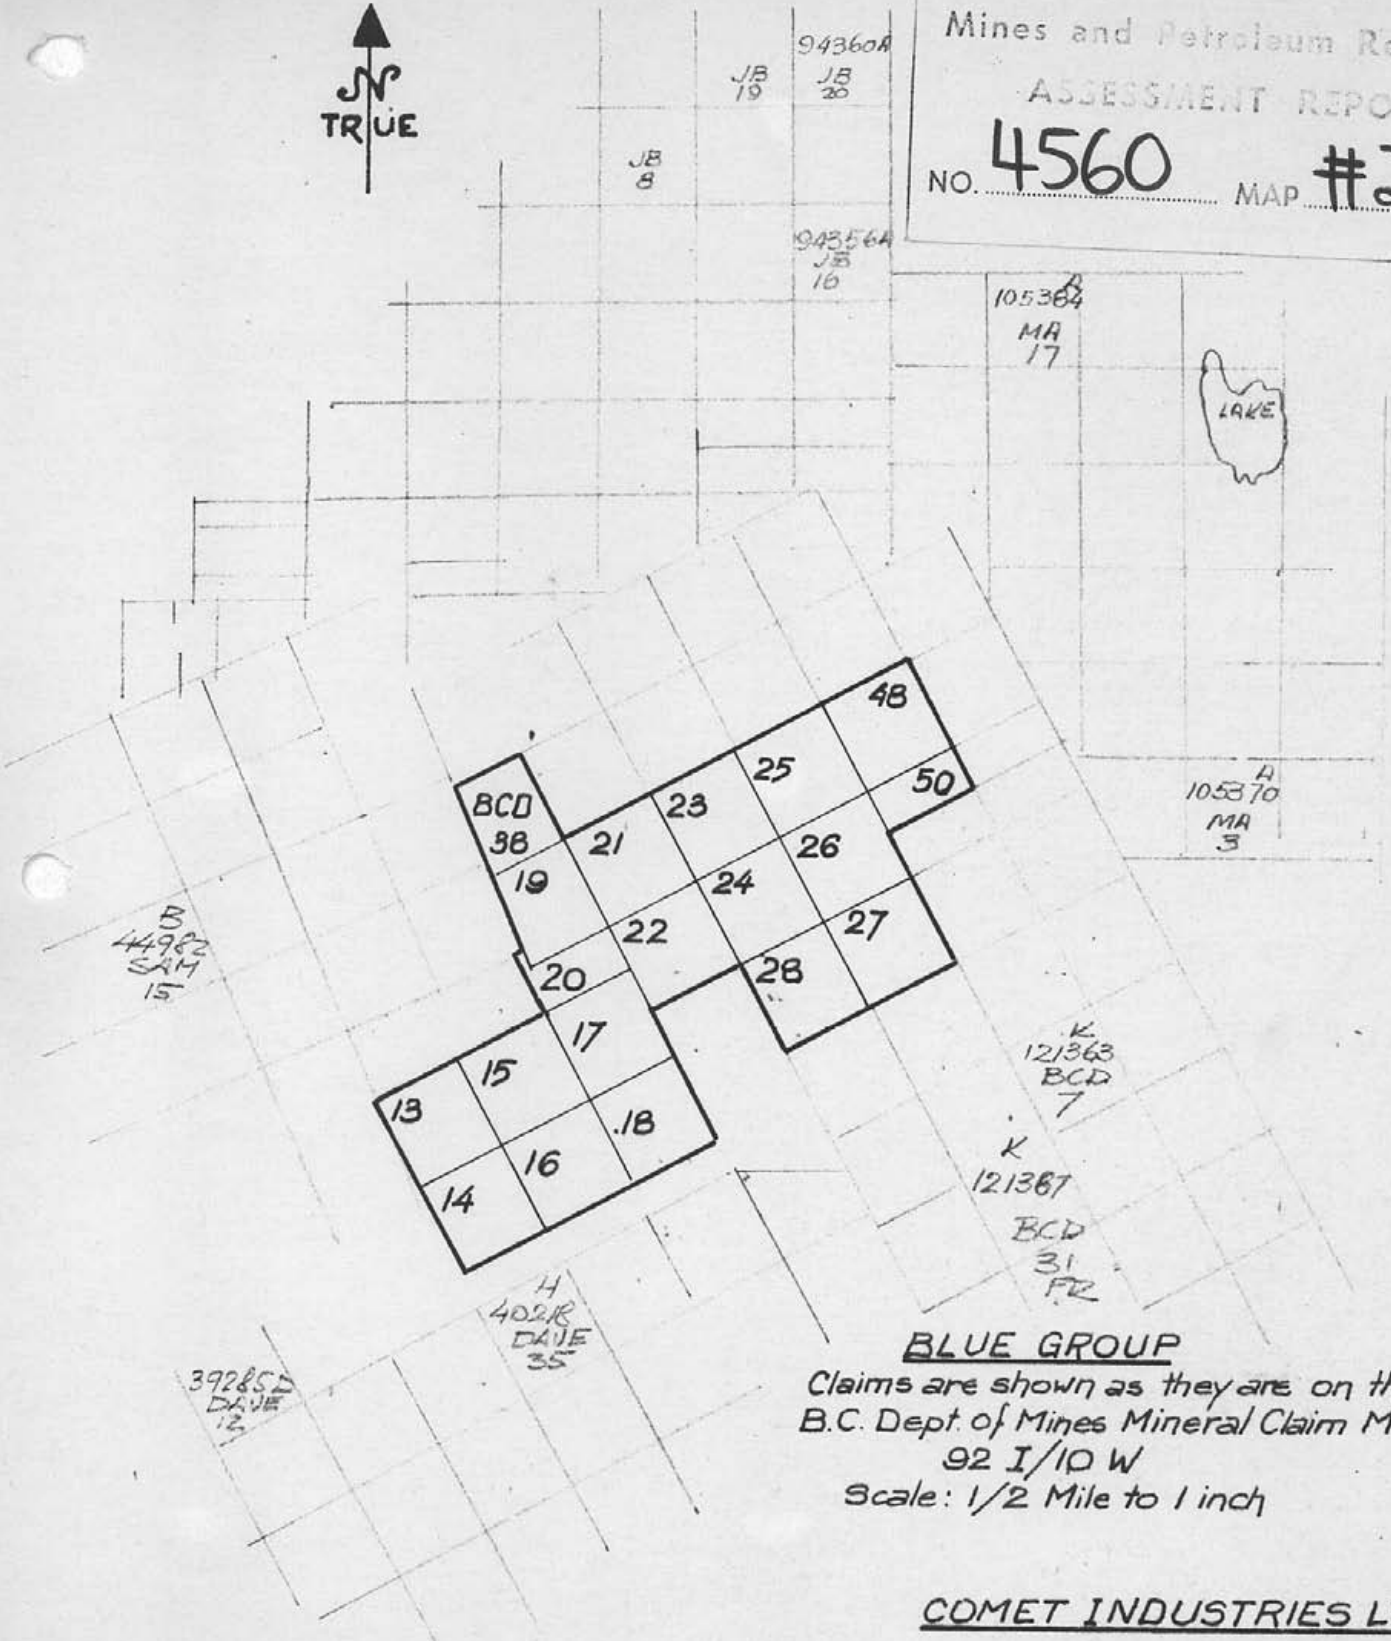 N
TRUE
94360A
JB
19
JB
20
JB
8
94356A
JB
16
Mines and Petroleum
ASSESSMENT REPO
NO. 4560 MAP #
A
105384
MA
17
LAKE
A
105370
MA
3
48
50
25
23
26
BCD
38
21
19
24
27
22
28
20
17
15
13
18
16
14
B
44982
SAM
15
K
121363
BCD
7
K
121387
BCD
31
FR
H
40218
DAVE
35
39285D
DAVE
12
BLUE GROUP
Claims are shown as they are on th
B.C. Dept. of Mines Mineral Claim M
92 I/10 W
Scale: 1/2 Mile to 1 inch
COMET INDUSTRIES L